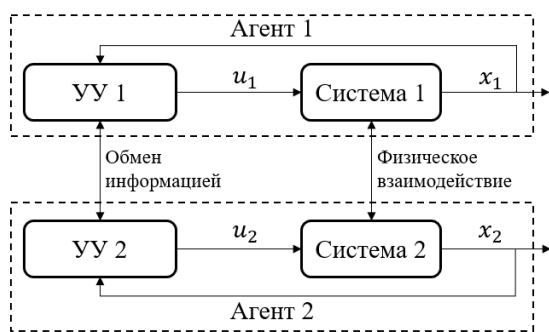 Агент 1
УУ 1
u₁
Система 1
x₁
Обмен
информацией
Физическое
взаимодействие
УУ 2
u₂
Система 2
x₂
Агент 2